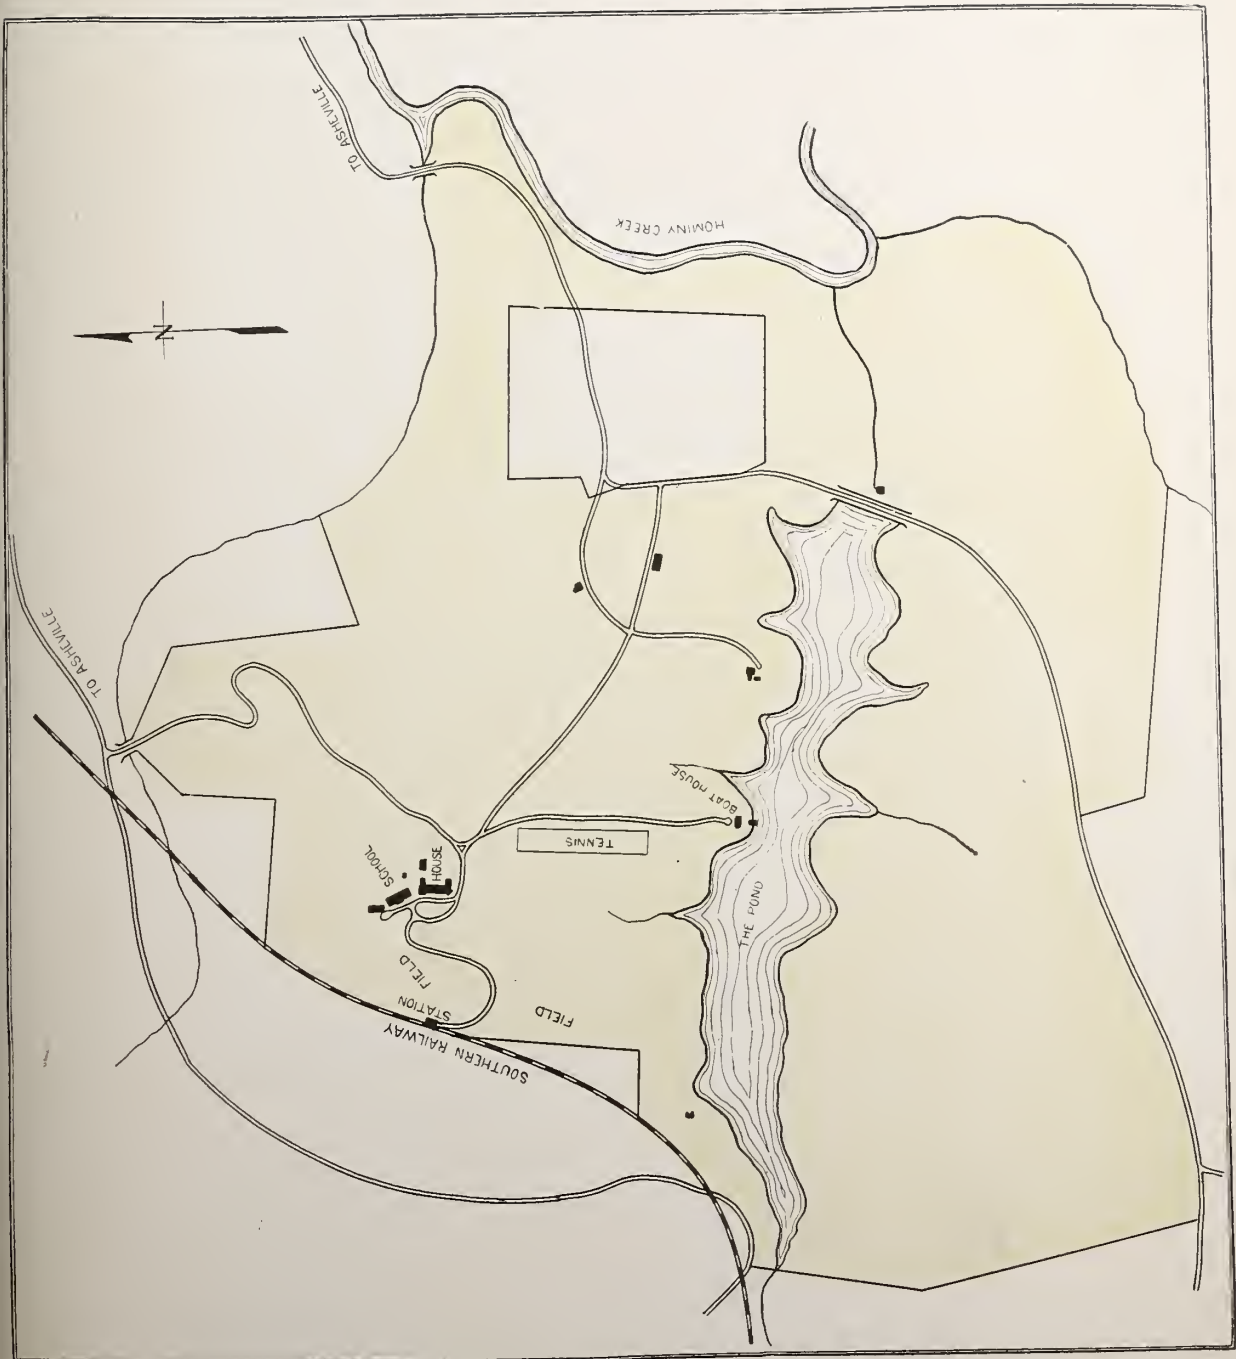 TO ASHEVILLE
HOMINY CREEK
N
TO ASHEVILLE
BOAT HOUSE
TENNIS
SCHOOL
HOUSE
THE POND
FIELD
STATION
FIELD
SOUTHERN RAILWAY